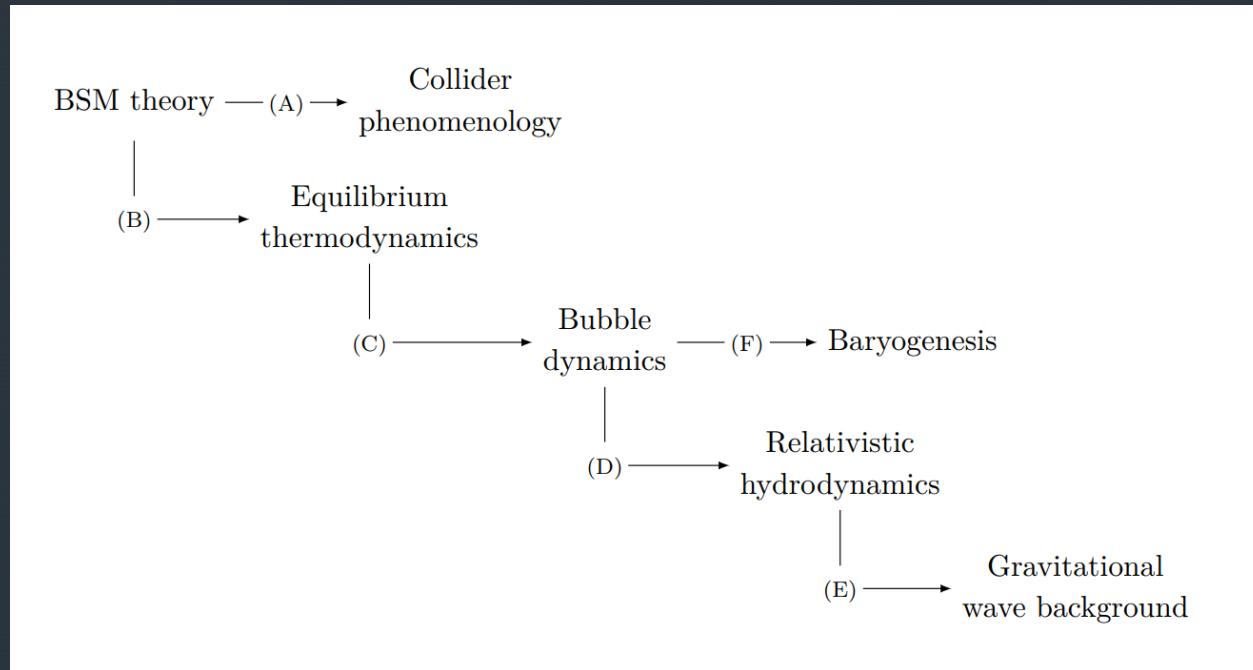 BSM theory (A) Collider
phenomenology
(B) Equilibrium
thermodynamics
(C) Bubble
dynamics (F) Baryogenesis
(D) Relativistic
hydrodynamics
(E) Gravitational
wave background